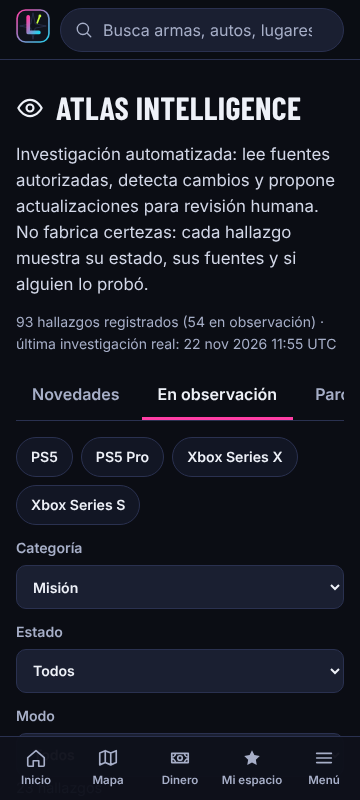 Busca armas, autos, lugares
ATLAS INTELLIGENCE
Investigación automatizada: lee fuentes
autorizadas, detecta cambios y propone
actualizaciones para revisión humana.
No fabrica certezas: cada hallazgo
muestra su estado, sus fuentes y si
alguien lo probó.
93 hallazgos registrados (54 en observación) ·
última investigación real: 22 nov 2026 11:55 UTC
Novedades En observación Parc
PS5 PS5 Pro Xbox Series X
Xbox Series S
Categoría
Misión
Estado
Todos
Modo
Inicio Mapa Dinero Mi espacio Menú